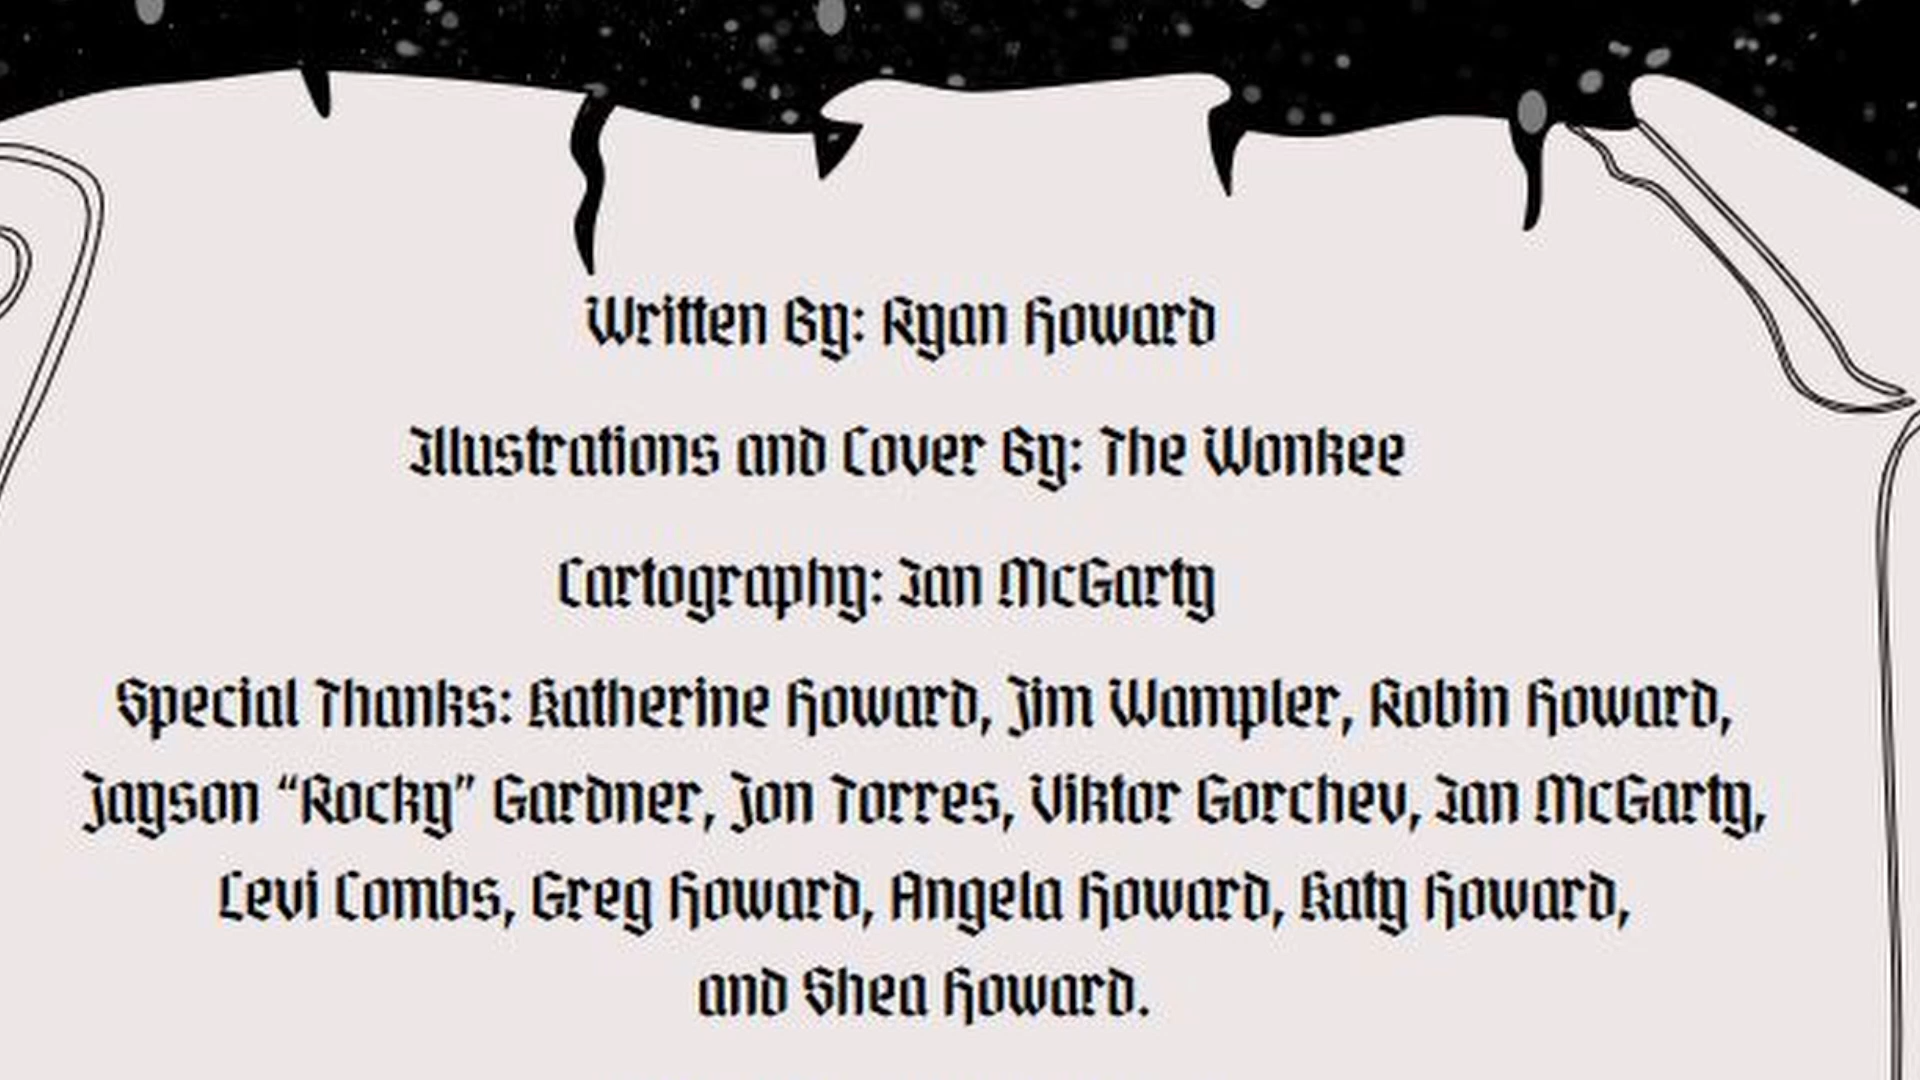 Written By: Ryan Howard
Illustrations and Cover By: The Wonkee
Cartography: Ian McGarty
Special Thanks: Katherine Howard, Jim Wampler, Robin Howard,
Jayson “Rocky” Gardner, Jon Torres, Viktor Gorchev, Ian McGarty,
Levi Combs, Greg Howard, Angela Howard, Katy Howard,
and Shea Howard.